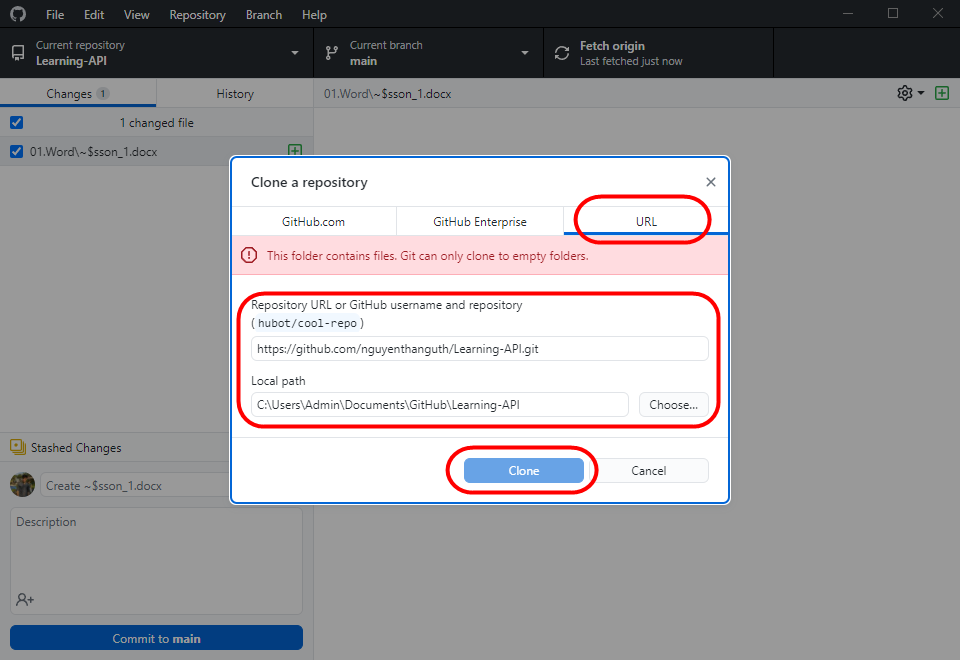 File Edit View Repository Branch Help
Current repository
Learning-API
Current branch
main
Fetch origin
Last fetched just now
Changes 1
History
01.Word\~$sson_1.docx
1 changed file
01.Word\~$sson_1.docx
Clone a repository
GitHub.com
GitHub Enterprise
URL
This folder contains files. Git can only clone to empty folders.
Repository URL or GitHub username and repository
(hubot/cool-repo)
https://github.com/nguyenthanguth/Learning-API.git
Local path
C:\Users\Admin\Documents\GitHub\Learning-API
Choose...
Clone
Cancel
Stashed Changes
Create ~$sson_1.docx
Description
Commit to main